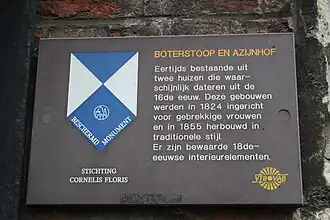 BOTERSTOOP EN AZIJNHOF
Eertijds bestaande uit
twee huizen die waar-
schijnlijk dateren uit de
16de eeuw. Deze gebouwen
werden in 1824 ingericht
voor gebrekkige vrouwen
en in 1855 herbouwd in
traditionele stijl.
Er zijn bewaarde 18de-
eeuwse interieurelementen.
BESCHERMD MONUMENT
STICHTING
CORNELIS FLORIS
VTB VAB